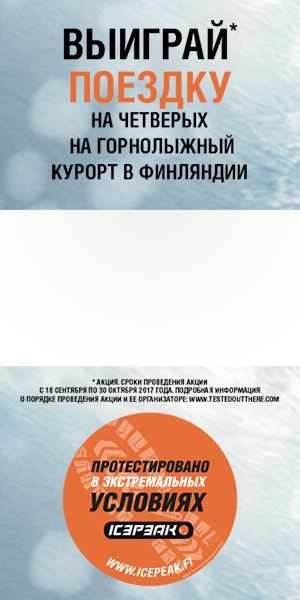 ВЫИГРАЙ*
ПОЕЗДКУ
НА ЧЕТВЕРЫХ
НА ГОРНОЛЫЖНЫЙ
КУРОРТ В ФИНЛЯНДИИ
* АКЦИЯ. СРОКИ ПРОВЕДЕНИЯ АКЦИИ
С 18 СЕНТЯБРЯ ПО 30 ОКТЯБРЯ 2017 ГОДА. ПОДРОБНАЯ ИНФОРМАЦИЯ
О ПОРЯДКЕ ПРОВЕДЕНИЯ АКЦИИ И ЕЕ ОРГАНИЗАТОРЕ: WWW.TESTEDOUTTHERE.COM
ПРОТЕСТИРОВАНО
В ЭКСТРЕМАЛЬНЫХ
УСЛОВИЯХ
ICEPEAK
WWW.ICEPEAK.FI